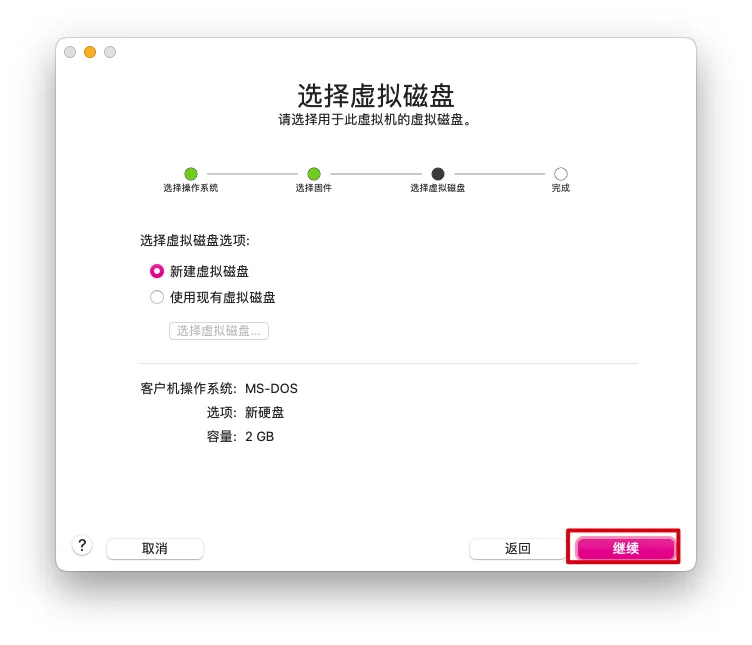 选择虚拟磁盘
请选择用于此虚拟机的虚拟磁盘。
选择操作系统 选择固件 选择虚拟磁盘 完成
选择虚拟磁盘选项:
新建虚拟磁盘
使用现有虚拟磁盘
选择虚拟磁盘...
客户机操作系统: MS-DOS
选项: 新硬盘
容量: 2 GB
? 取消 返回 继续